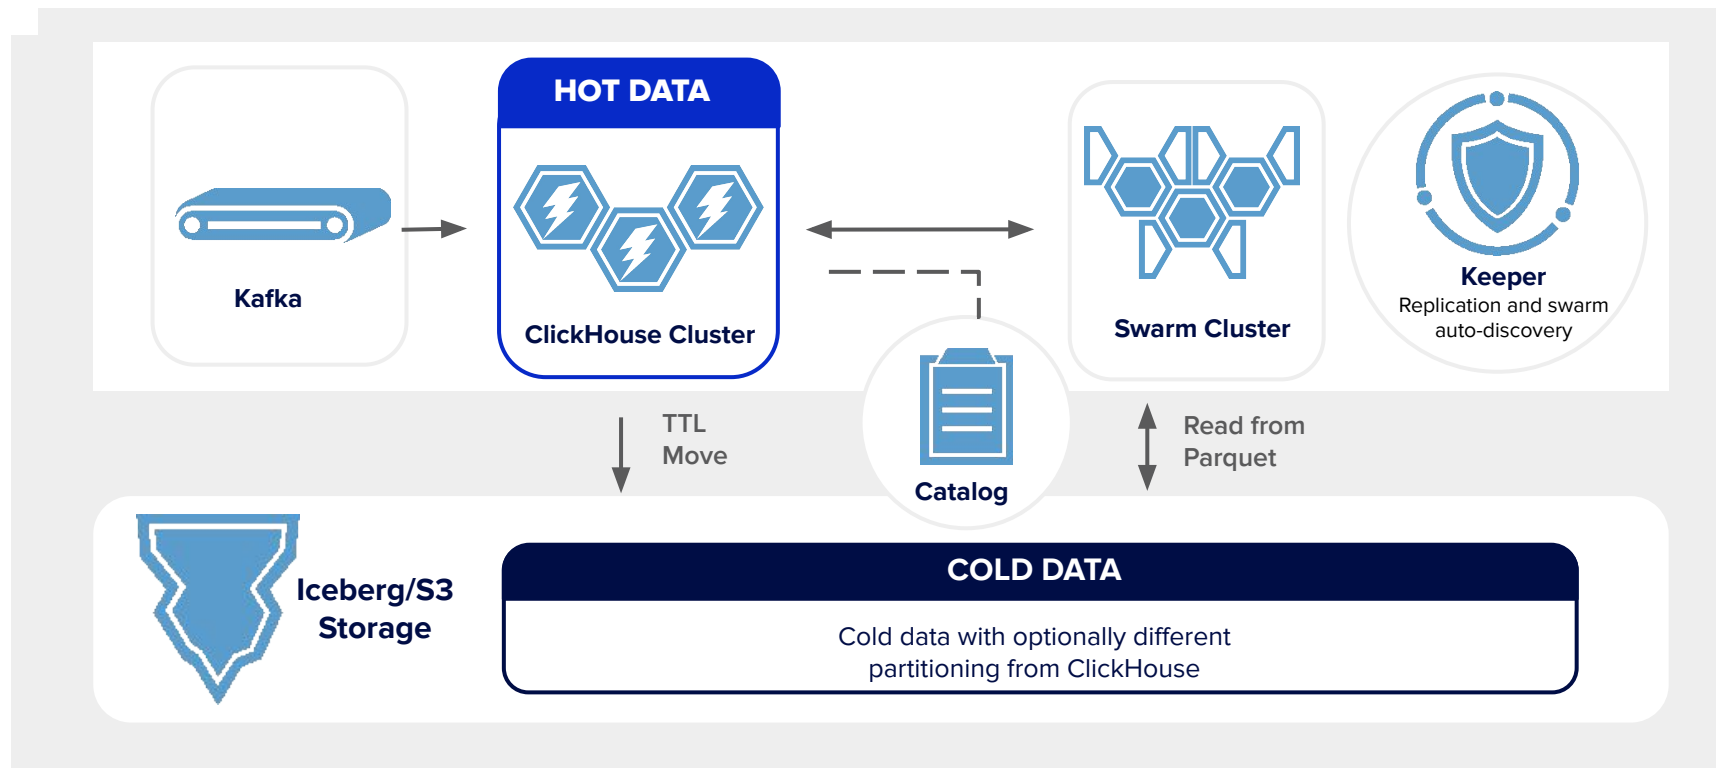 HOT DATA
Kafka
ClickHouse Cluster
Swarm Cluster
Keeper
Replication and swarm
auto-discovery
TTL
Move
Catalog
Read from
Parquet
Iceberg/S3
Storage
COLD DATA
Cold data with optionally different
partitioning from ClickHouse